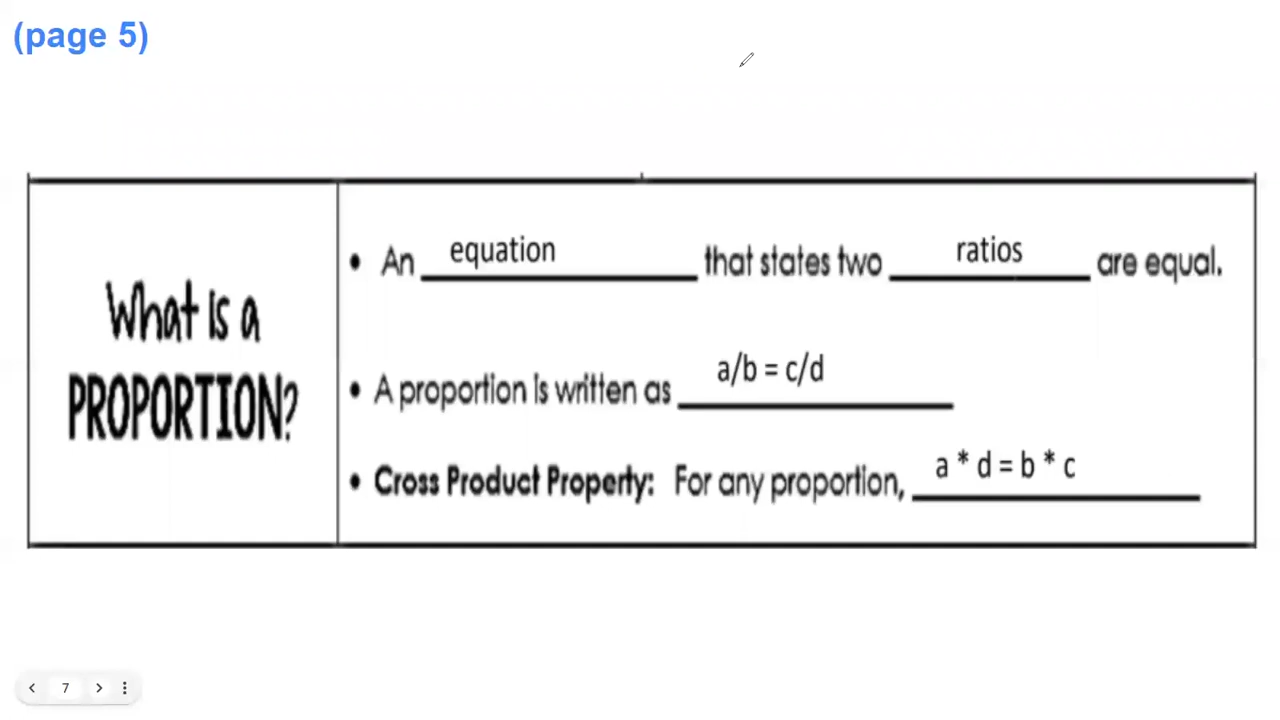 (page 5)
What is a
PROPORTION?
• An equation that states two ratios are equal.
• A proportion is written as a/b = c/d
• Cross Product Property: For any proportion, a * d = b * c
7